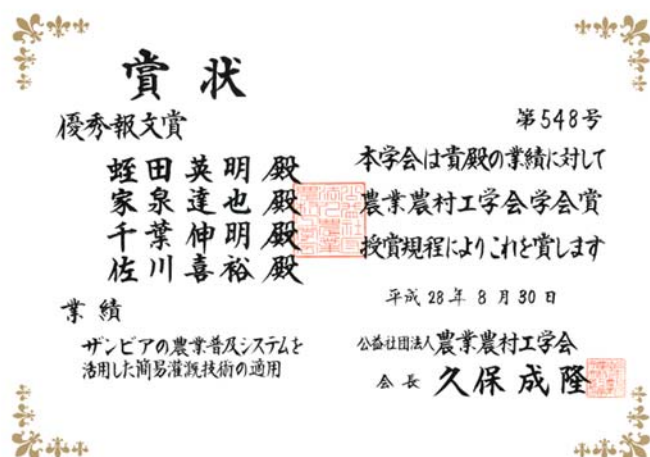 賞状
優秀報文賞
蛭田英明殿
家泉達也殿
千葉伸明殿
佐川喜裕殿
業績
ザンビアの農業普及システムを
活用した簡易灌漑技術の適用
第548号
本学会は貴殿の業績に対して
農業農村工学会学会賞
授賞規程によりこれを賞します
平成28年8月30日
公益社団法人農業農村工学会
会長 久保成隆